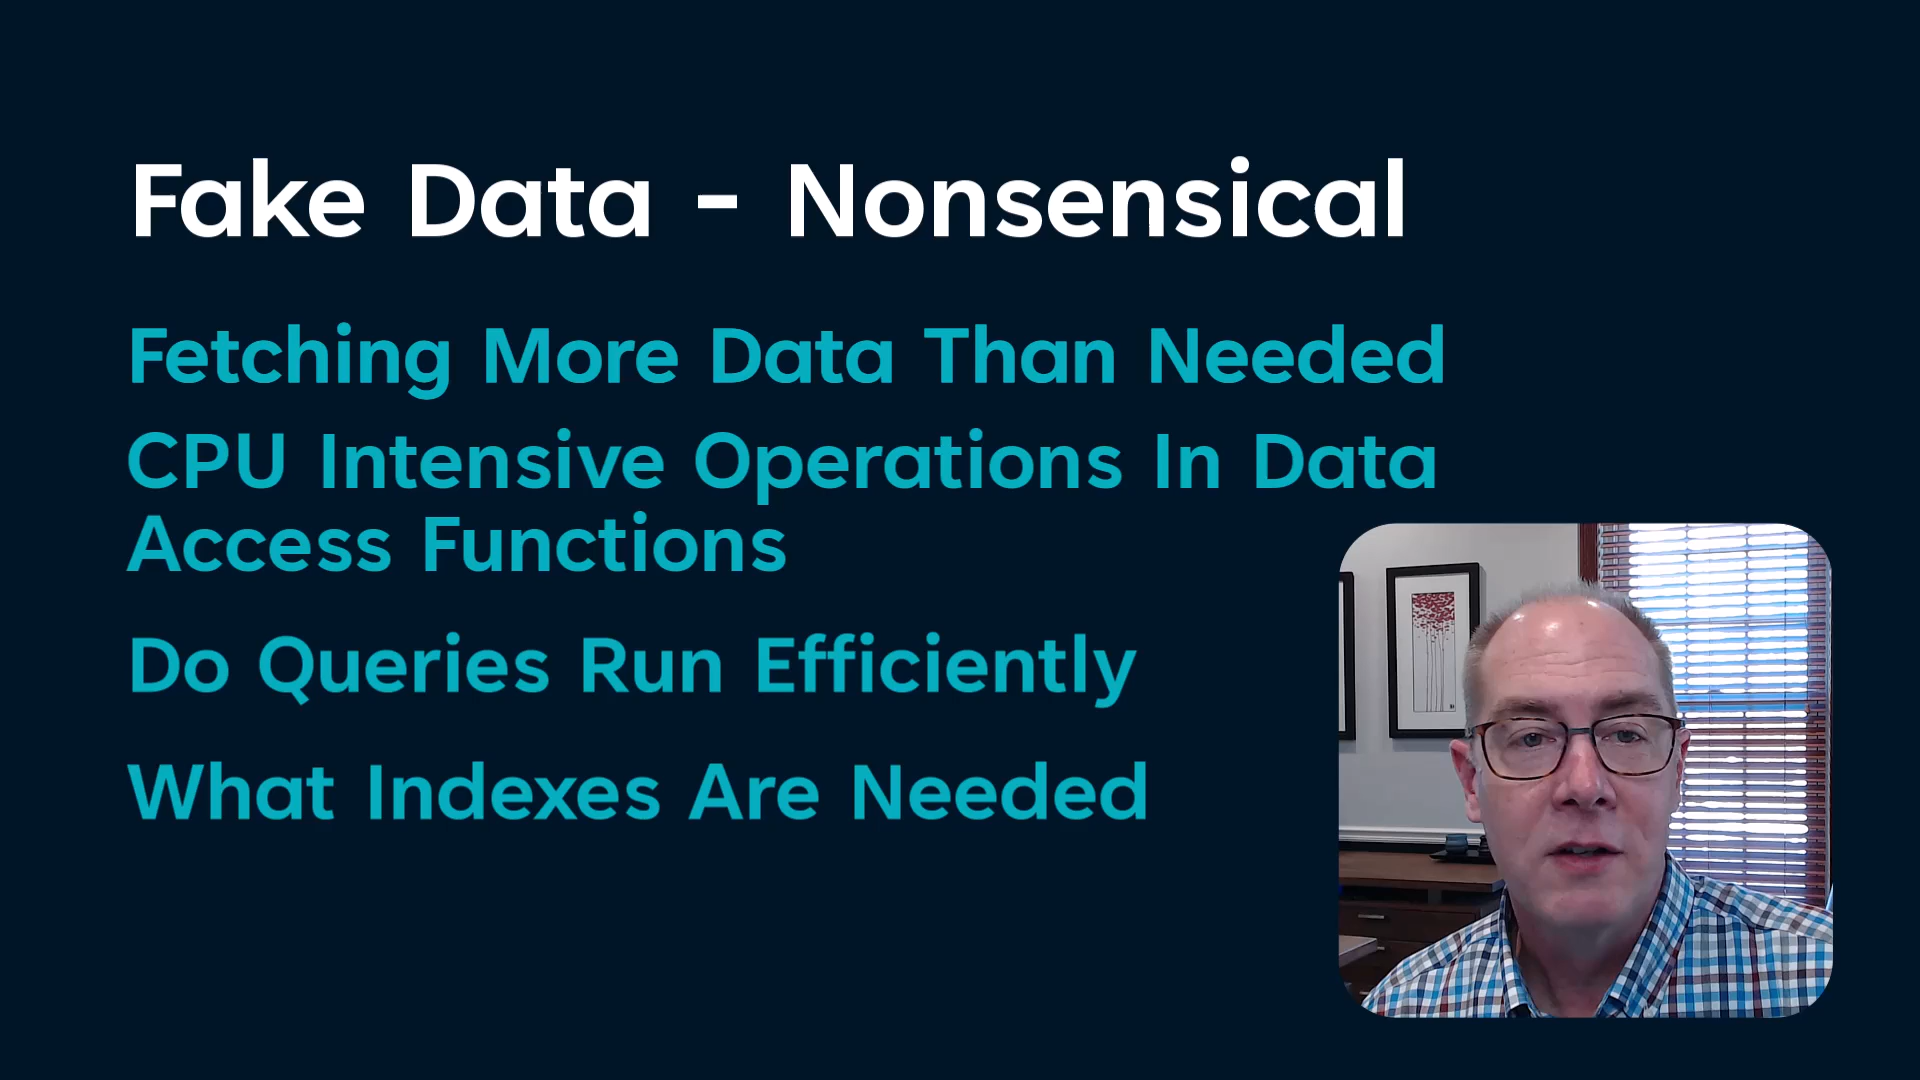 Fake Data - Nonsensical
Fetching More Data Than Needed
CPU Intensive Operations In Data
Access Functions
Do Queries Run Efficiently
What Indexes Are Needed